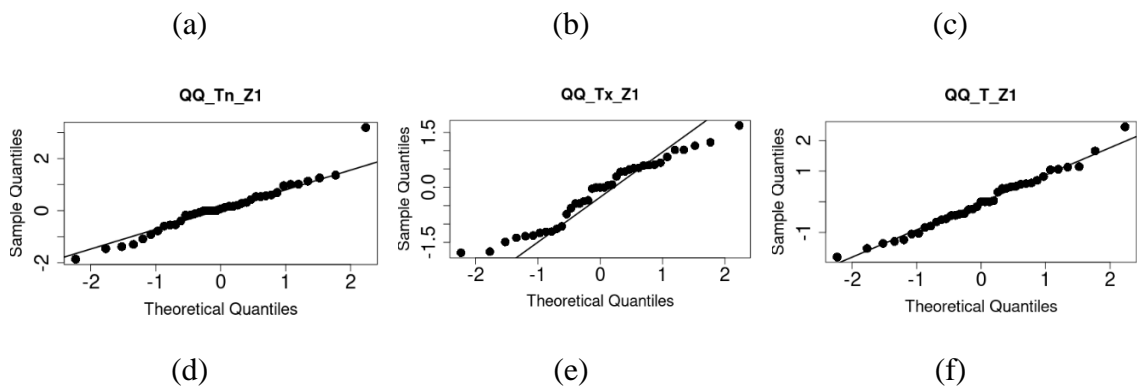 (a) (b) (c)
QQ_Tn_Z1 QQ_Tx_Z1 QQ_T_Z1
Sample Quantiles
2
0
-2
-2 -1 0 1 2
Theoretical Quantiles
Sample Quantiles
1.5
0.0
-1.5
-2 -1 0 1 2
Theoretical Quantiles
Sample Quantiles
2
1
-1
-2 -1 0 1 2
Theoretical Quantiles
(d) (e) (f)